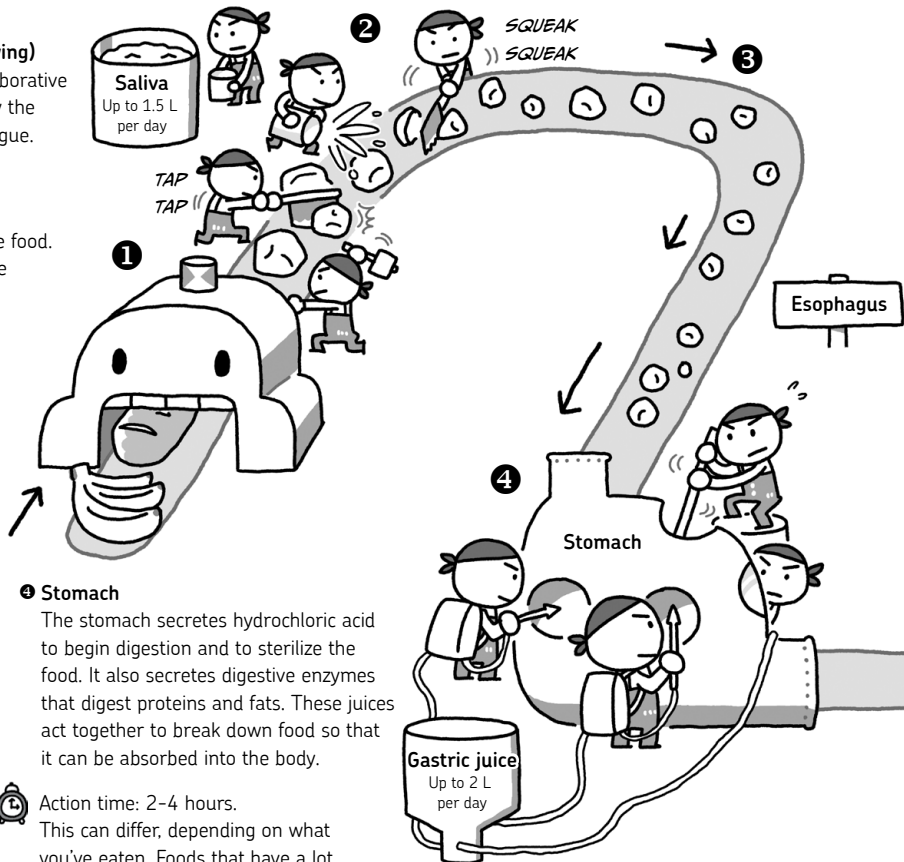 ❷
SQUEAK
SQUEAK
❸
Saliva
Up to 1.5 L
per day
TAP
TAP
❶
food.
Esophagus
❹
Stomach
❹ Stomach
The stomach secretes hydrochloric acid
to begin digestion and to sterilize the
food. It also secretes digestive enzymes
that digest proteins and fats. These juices
act together to break down food so that
it can be absorbed into the body.
Gastric juice
Up to 2 L
per day
Action time: 2–4 hours.
This can differ, depending on what
you've eaten. Foods that have a lot